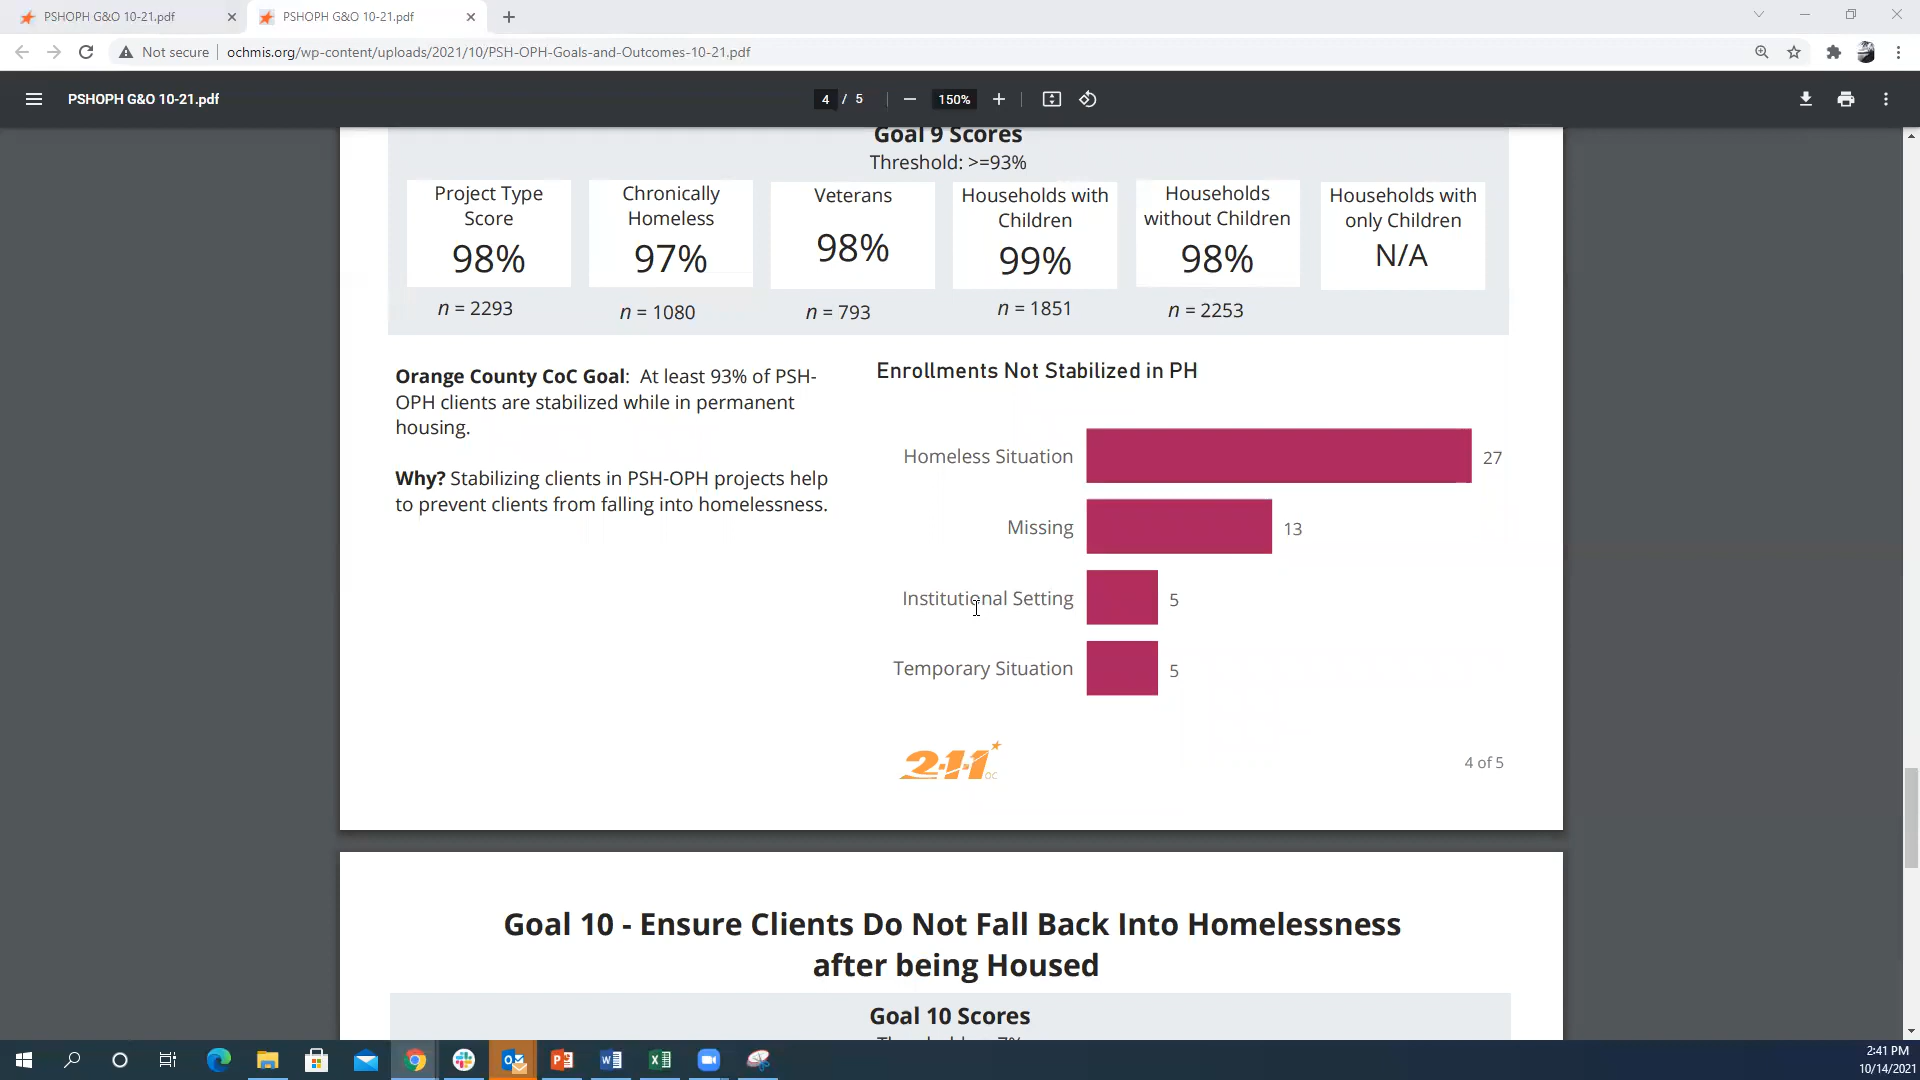 PSHOPH G&O 10-21.pdf
PSHOPH G&O 10-21.pdf
Not secure
ochmis.org/wp-content/uploads/2021/10/PSH-OPH-Goals-and-Outcomes-10-21.pdf
PSHOPH G&O 10-21.pdf
4 / 5
150%
Goal 9 Scores
Threshold: >=93%
Project Type
Score
98%
n = 2293
Chronically
Homeless
97%
n = 1080
Veterans
98%
n = 793
Households with
Children
99%
n = 1851
Households
without Children
98%
n = 2253
Households with
only Children
N/A
Orange County CoC Goal: At least 93% of PSH-
OPH clients are stabilized while in permanent
housing.
Why? Stabilizing clients in PSH-OPH projects help
to prevent clients from falling into homelessness.
Enrollments Not Stabilized in PH
Homeless Situation 27
Missing 13
Institutional Setting 5
Temporary Situation 5
2·1·1 OC
4 of 5
Goal 10 - Ensure Clients Do Not Fall Back Into Homelessness
after being Housed
Goal 10 Scores
2:41 PM
10/14/2021